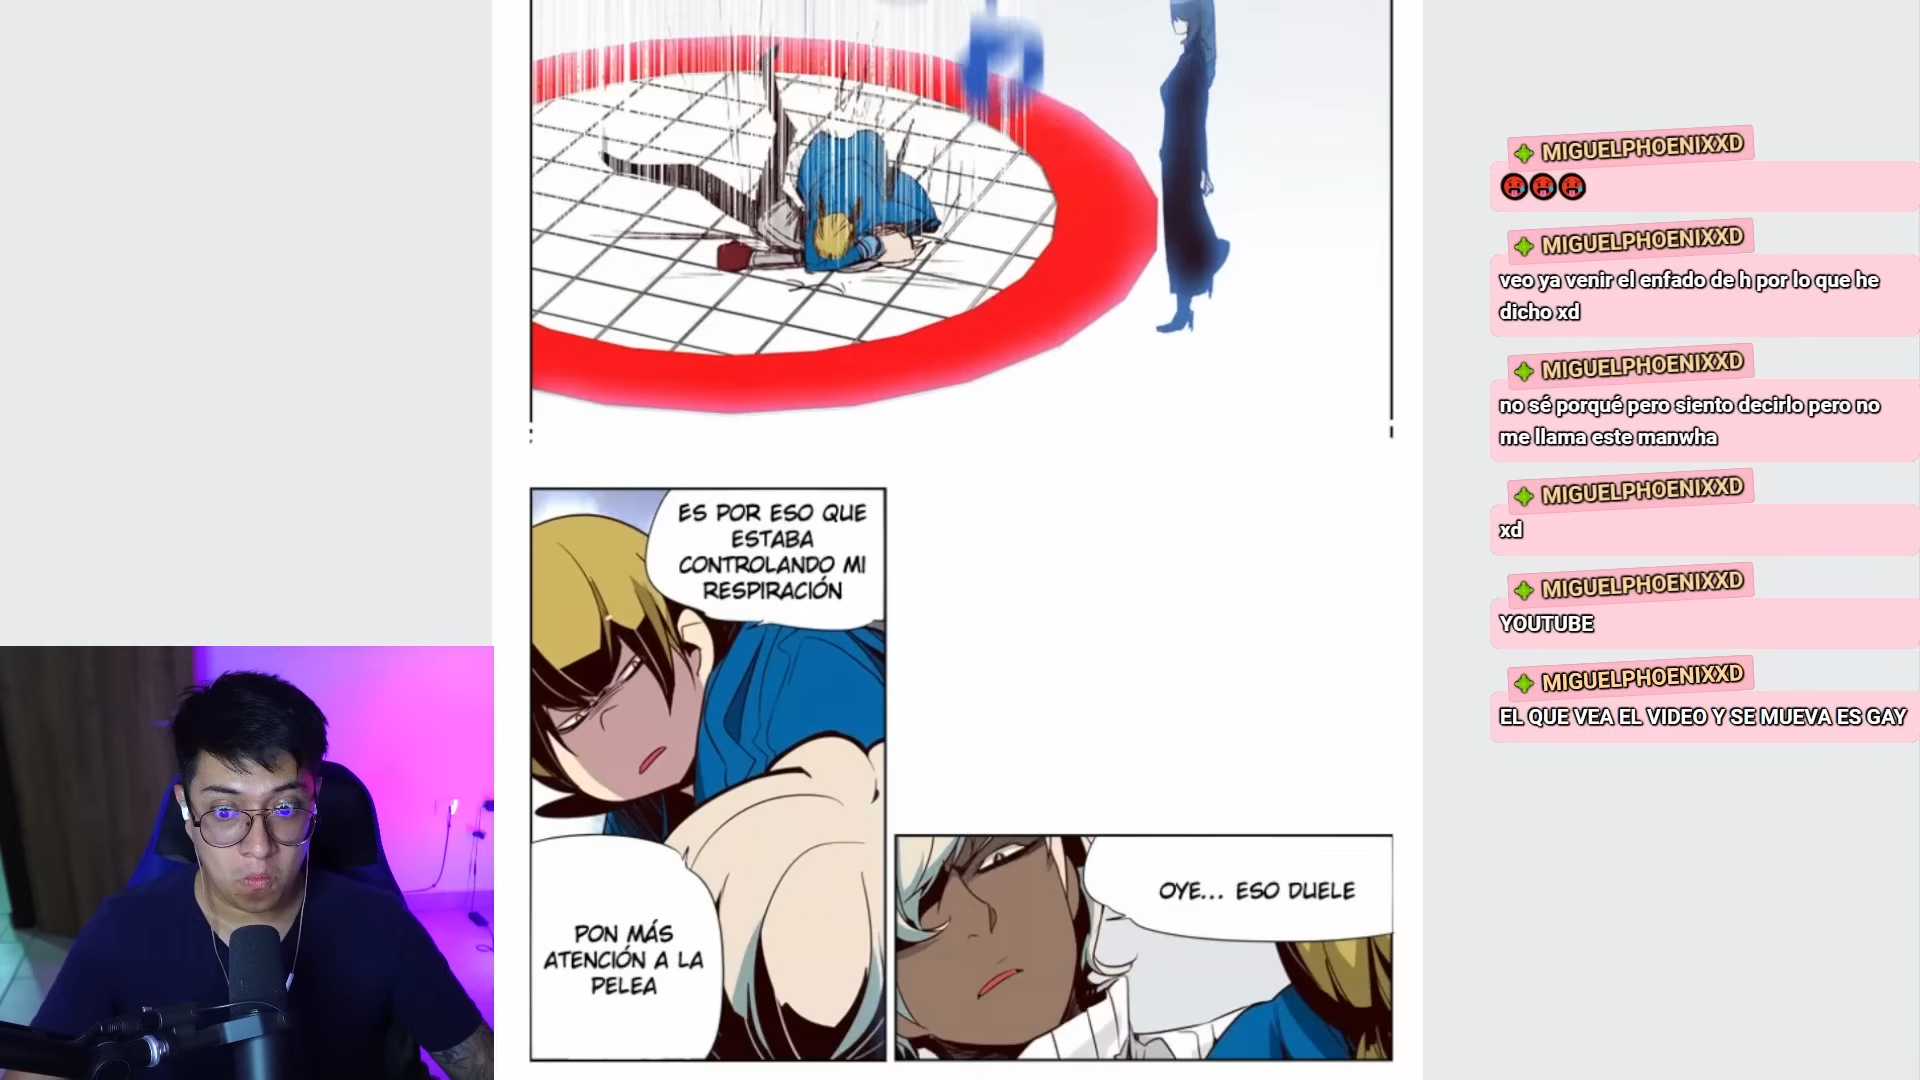 ES POR ESO QUE
ESTABA
CONTROLANDO MI
RESPIRACIÓN
PON MÁS
ATENCIÓN A LA
PELEA
OYE... ESO DUELE
MIGUELPHOENIXXD
MIGUELPHOENIXXD
veo ya venir el enfado de h por lo que he
dicho xd
MIGUELPHOENIXXD
no sé porqué pero siento decirlo pero no
me llama este manwha
MIGUELPHOENIXXD
xd
MIGUELPHOENIXXD
YOUTUBE
MIGUELPHOENIXXD
EL QUE VEA EL VIDEO Y SE MUEVA ES GAY